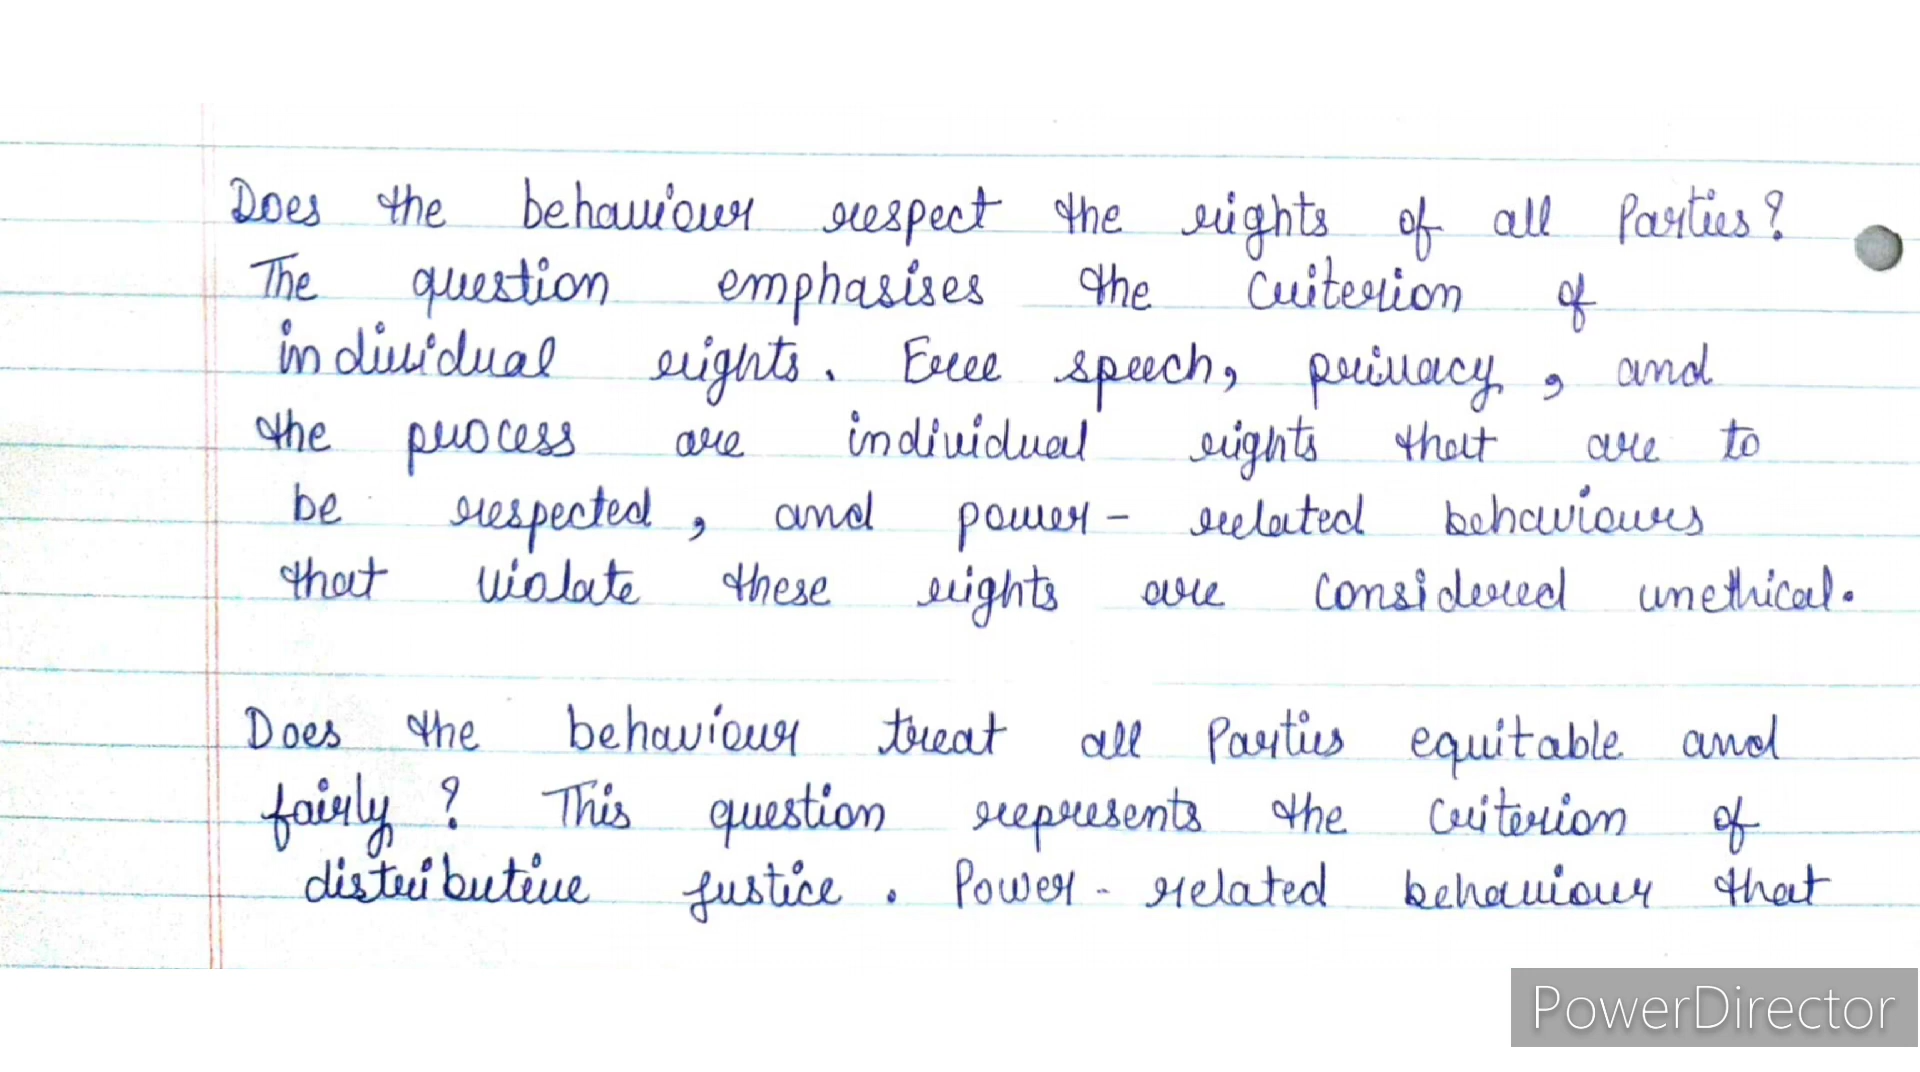 Does the behaviour respect the rights of all Parties?
The question emphasises the Criterion of
individual rights. Free speech, privacy, and
the process are individual rights that are to
be respected, and power- related behaviours
that violate these rights are considered unethical.
Does the behaviour treat all Parties equitable and
fairly? This question represents the Criterion of
distributive justice. Power- related behaviour that
PowerDirector